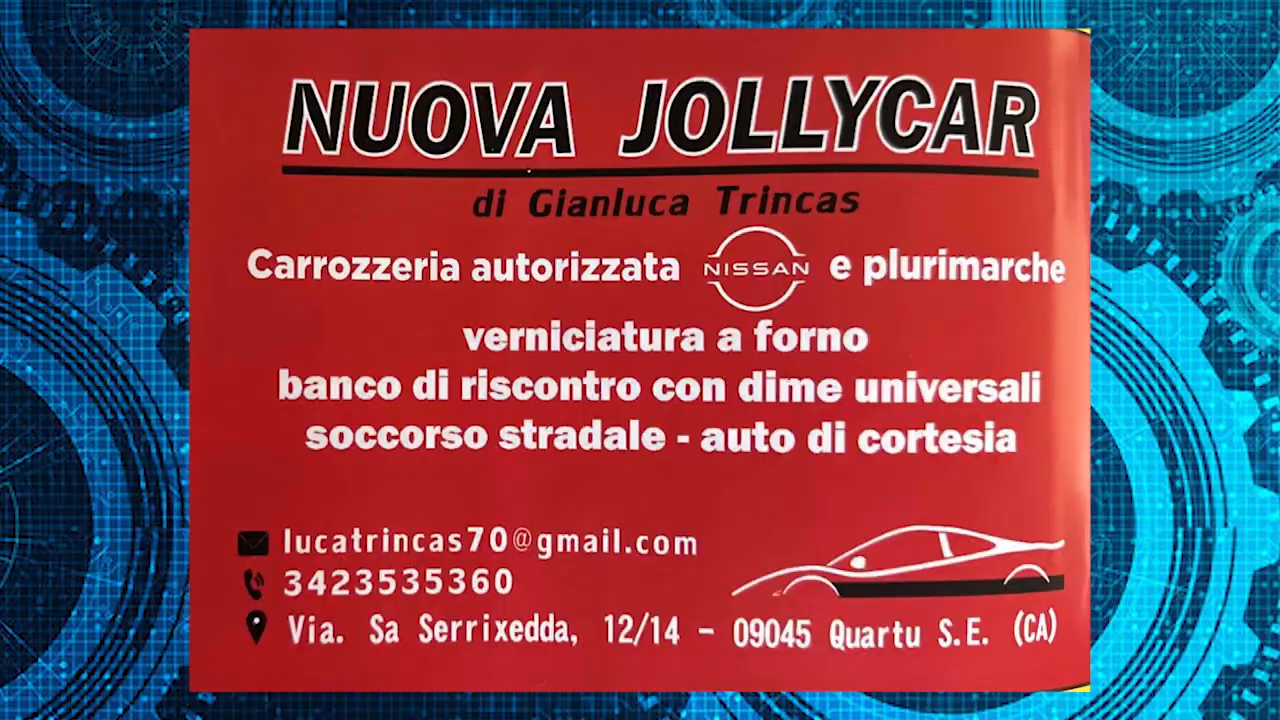 NUOVA JOLLYCAR
di Gianluca Trincas
Carrozzeria autorizzata NISSAN e plurimarche
verniciatura a forno
banco di riscontro con dime universali
soccorso stradale - auto di cortesia
lucatrincas70@gmail.com
3423535360
Via. Sa Serrixedda, 12/14 - 09045 Quartu S.E. (CA)